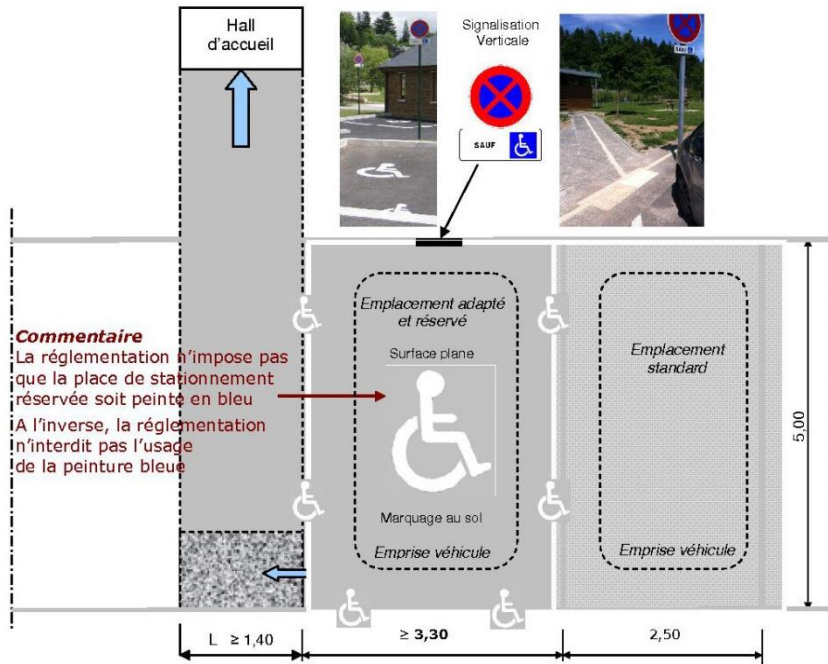 Hall
d'accueil
Signalisation
Verticale
SAUF
SAUF
Emplacement adapté
et réservé
Surface plane
Emplacement
standard
Commentaire
La réglementation n'impose pas
que la place de stationnement
réservée soit peinte en bleu
A l'inverse, la réglementation
n'interdit pas l'usage
de la peinture bleue
5,00
Marquage au sol
Emprise véhicule
Emprise véhicule
L ≥ 1,40
≥ 3,30
2,50